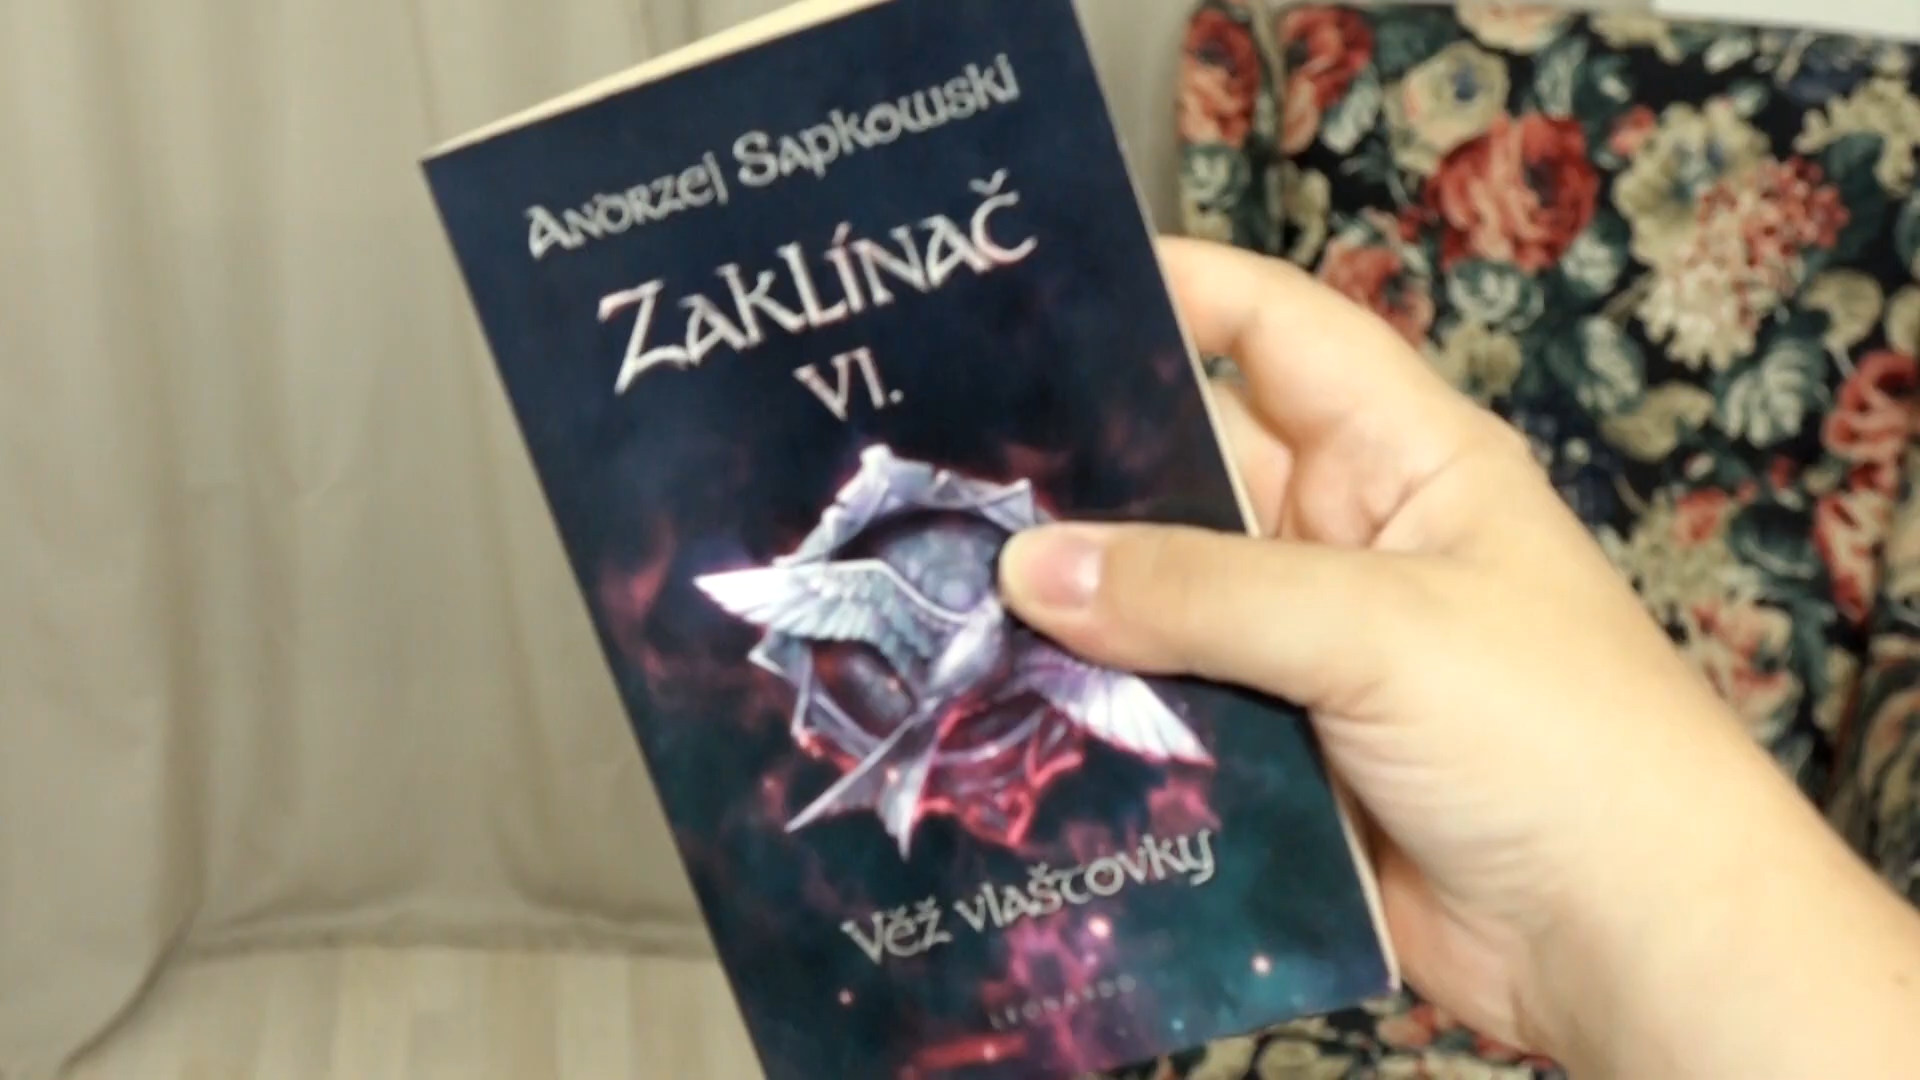 Andrzej Sapkowski
Zaklínač
VI.
Věž vlaštovky
LEONARDO